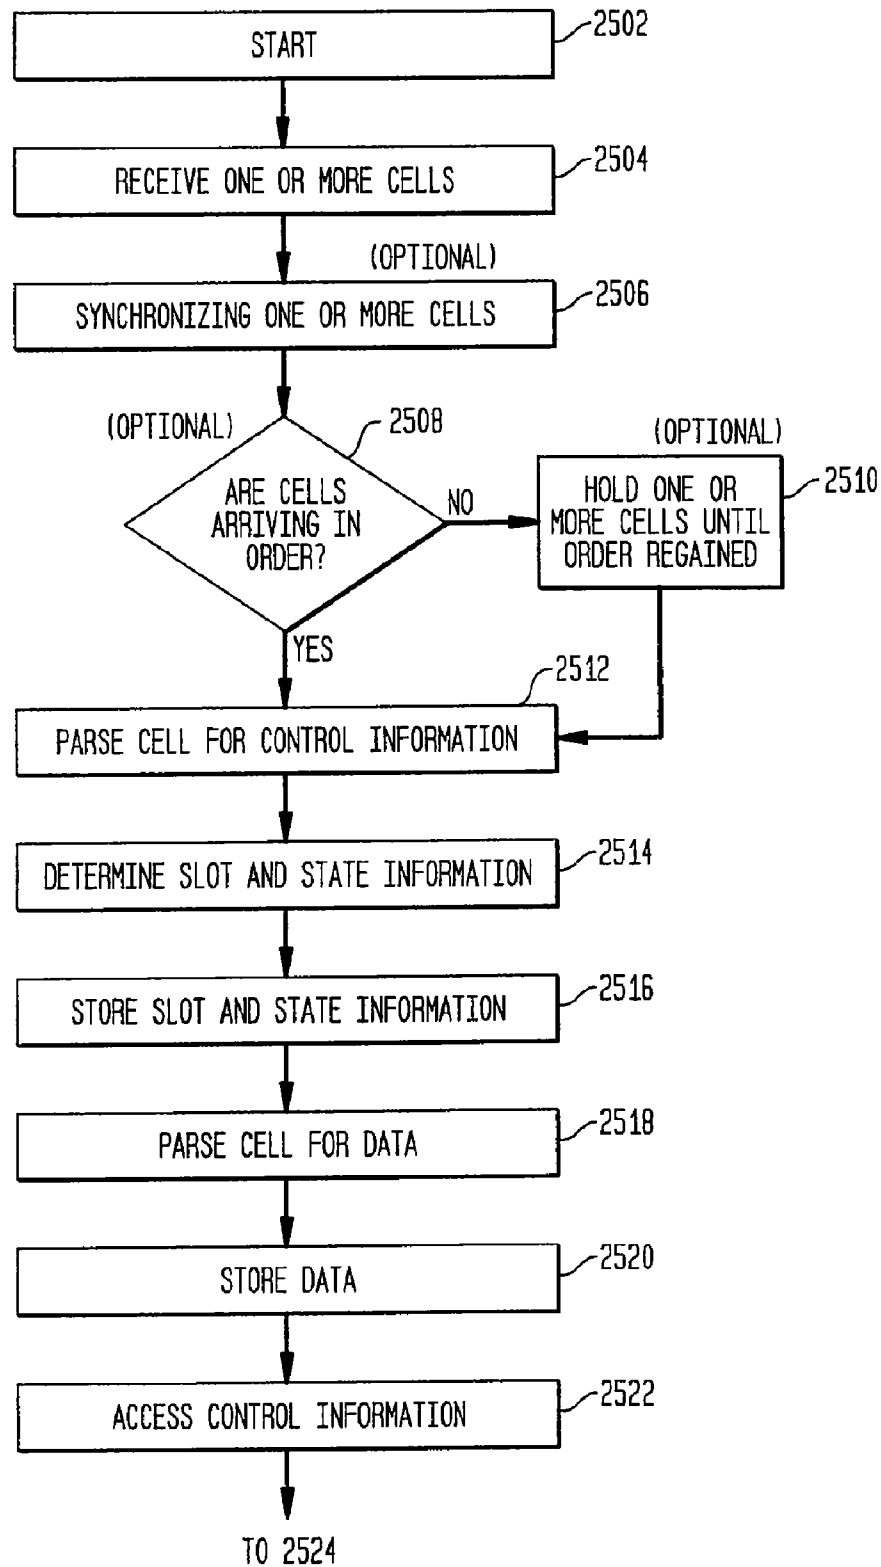 START
2502
RECEIVE ONE OR MORE CELLS
2504
(OPTIONAL)
SYNCHRONIZING ONE OR MORE CELLS
2506
(OPTIONAL)
2508
ARE CELLS
ARRIVING IN
ORDER?
NO
YES
(OPTIONAL)
HOLD ONE OR
MORE CELLS UNTIL
ORDER REGAINED
2510
2512
PARSE CELL FOR CONTROL INFORMATION
DETERMINE SLOT AND STATE INFORMATION
2514
STORE SLOT AND STATE INFORMATION
2516
PARSE CELL FOR DATA
2518
STORE DATA
2520
ACCESS CONTROL INFORMATION
2522
TO 2524